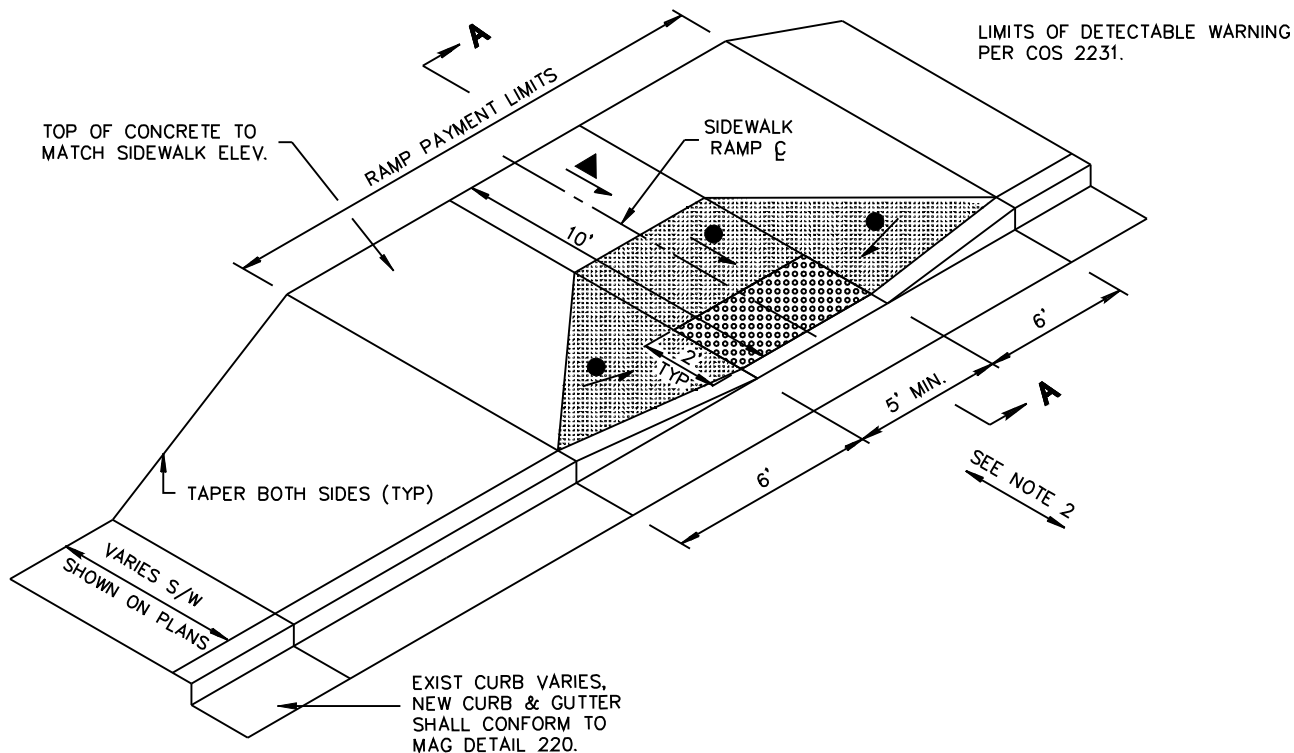 A
LIMITS OF DETECTABLE WARNING
PER COS 2231.
RAMP PAYMENT LIMITS
TOP OF CONCRETE TO
MATCH SIDEWALK ELEV.
SIDEWALK
RAMP ℄
10'
2'
TYP
6'
5' MIN.
A
6'
SEE NOTE 2
TAPER BOTH SIDES (TYP)
VARIES S/W
SHOWN ON PLANS
EXIST CURB VARIES,
NEW CURB & GUTTER
SHALL CONFORM TO
MAG DETAIL 220.